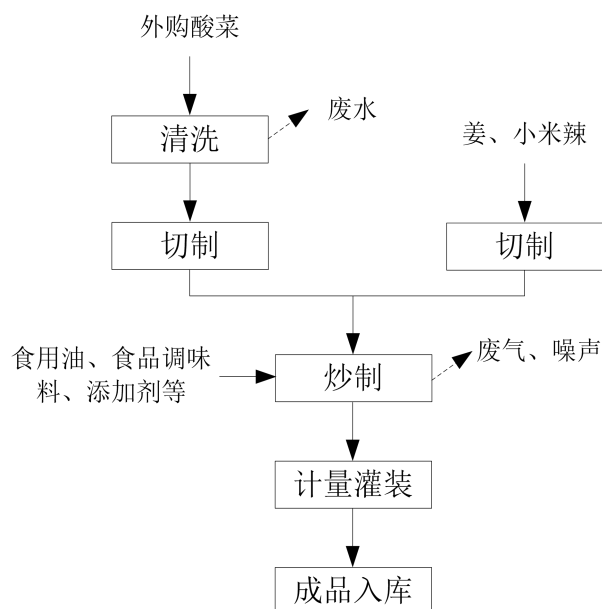 外购酸菜
废水
清洗
姜、小米辣
切制
切制
食用油、食品调味
料、添加剂等
炒制
废气、噪声
计量灌装
成品入库